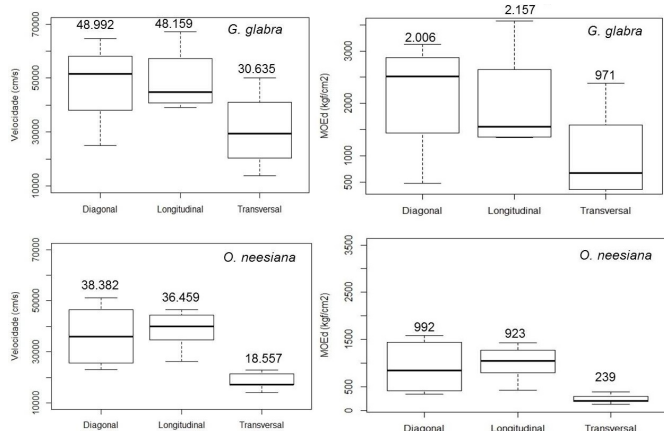 G. glabra
48.992
48.159
30.635
Velocidade (cm/s)
70000
50000
30000
10000
Diagonal
Longitudinal
Transversal
G. glabra
2.006
2.157
971
MOEd (kgf/cm2)
3000
2000
1000
500
Diagonal
Longitudinal
Transversal
O. neesiana
38.382
36.459
18.557
Velocidade (cm/s)
70000
50000
30000
10000
Diagonal
Longitudinal
Transversal
O. neesiana
992
923
239
MOEd (kgf/cm2)
3500
2500
1500
500
0
Diagonal
Longitudinal
Transversal